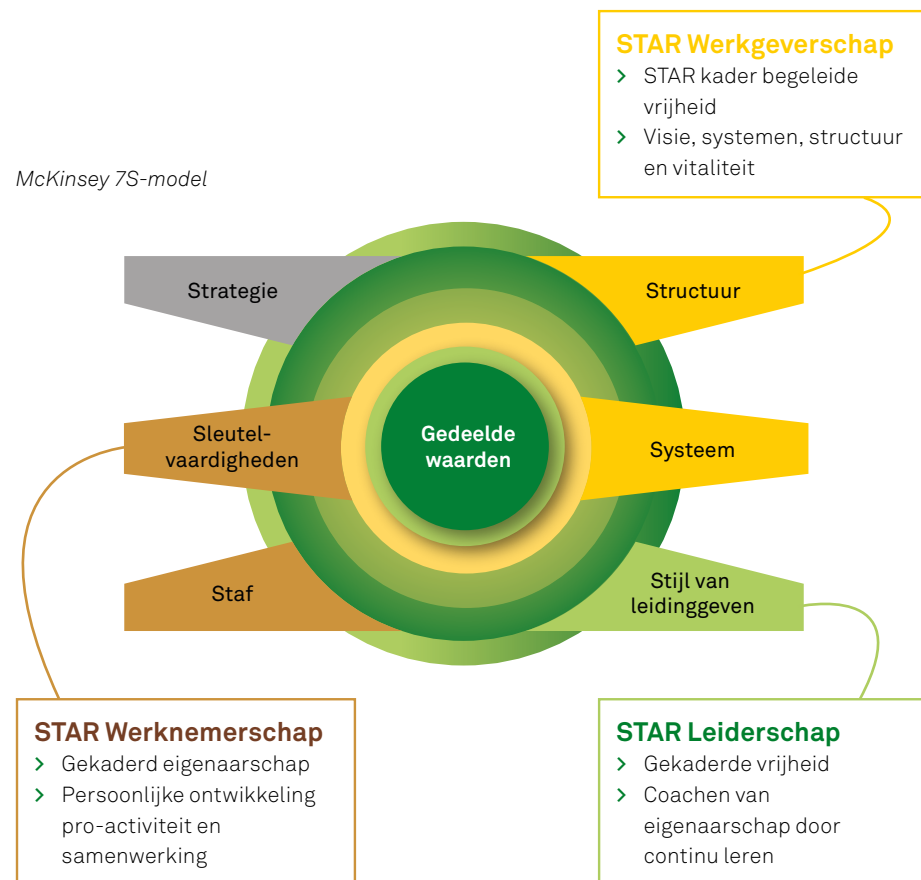 STAR Werkgeverschap
> STAR kader begeleide
vrijheid
> Visie, systemen, structuur
en vitaliteit
McKinsey 7S-model
Strategie
Structuur
Sleutel-
vaardigheden
Gedeelde
waarden
Systeem
Staf
Stijl van
leidinggeven
STAR Werknemerschap
> Gekaderd eigenaarschap
> Persoonlijke ontwikkeling
pro-activiteit en
samenwerking
STAR Leiderschap
> Gekaderde vrijheid
> Coachen van
eigenaarschap door
continu leren